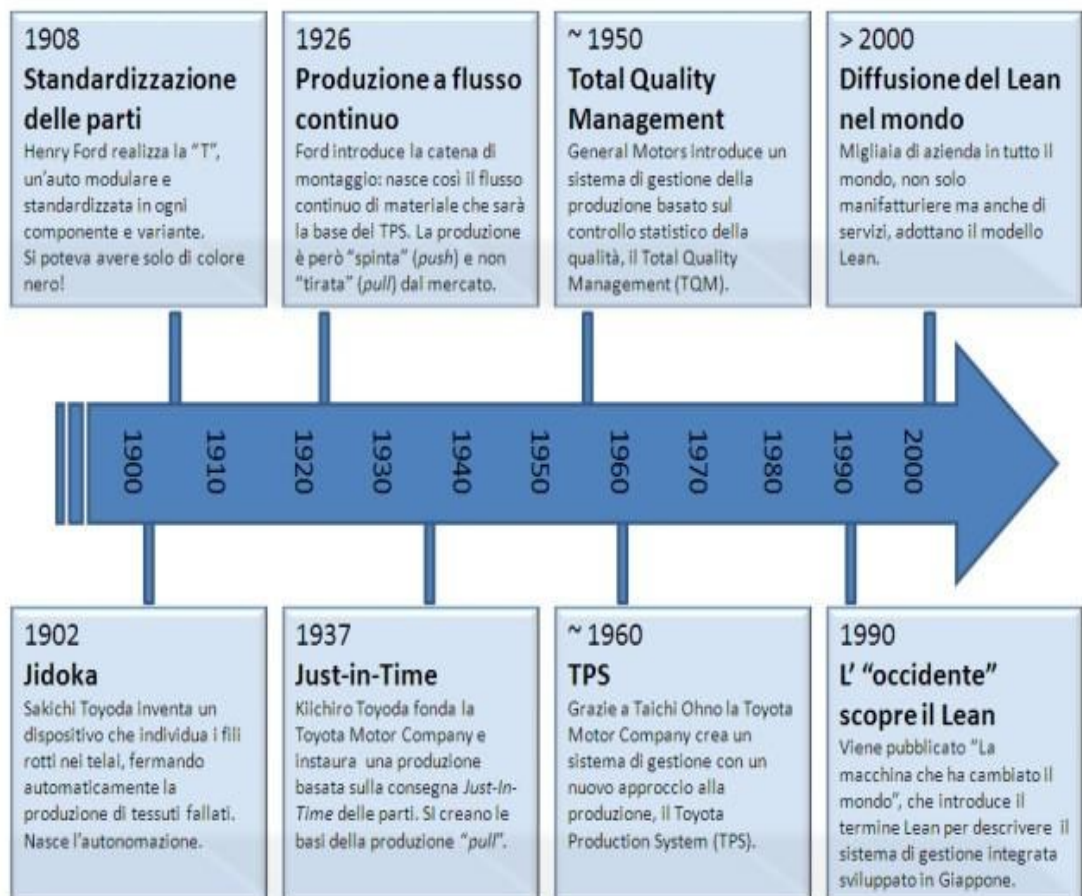 1908
Standardizzazione
delle parti
Henry Ford realizza la “T”,
un’auto modulare e
standardizzata in ogni
componente e variante.
Si poteva avere solo di colore
nero!
1926
Produzione a flusso
continuo
Ford introduce la catena di
montaggio: nasce così il flusso
continuo di materiale che sarà
la base del TPS. La produzione
è però “spinta” (push) e non
“tirata” (pull) dal mercato.
~ 1950
Total Quality
Management
General Motors introduce un
sistema di gestione della
produzione basato sul
controllo statistico della
qualità, il Total Quality
Management (TQM).
> 2000
Diffusione del Lean
nel mondo
Migliaia di azienda in tutto il
mondo, non solo
manifatturiere ma anche di
servizi, adottano il modello
Lean.
1900
1910
1920
1930
1940
1950
1960
1970
1980
1990
2000
1902
Jidoka
Sakichi Toyoda inventa un
dispositivo che individua i fili
rotti nei telai, fermando
automaticamente la
produzione di tessuti fallati.
Nasce l’autonomazione.
1937
Just-in-Time
Kiichiro Toyoda fonda la
Toyota Motor Company e
instaura una produzione
basata sulla consegna Just-In-
Time delle parti. Si creano le
basi della produzione “pull”.
~ 1960
TPS
Grazie a Taichi Ohno la Toyota
Motor Company crea un
sistema di gestione con un
nuovo approccio alla
produzione, il Toyota
Production System (TPS).
1990
L’ “occidente”
scopre il Lean
Viene pubblicato “La
macchina che ha cambiato il
mondo”, che introduce il
termine Lean per descrivere il
sistema di gestione integrata
sviluppato in Giappone.